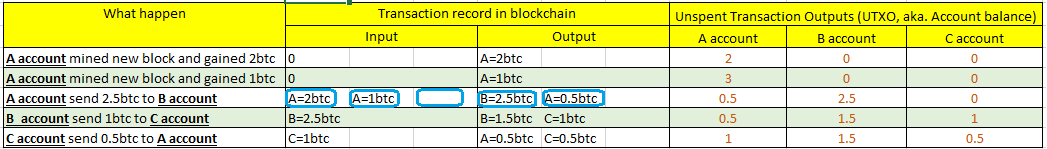 What happen Transaction record in blockchain Unspent Transaction Outputs (UTXO, aka. Account balance)
Input Output A account B account C account
A account mined new block and gained 2btc 0 A=2btc 2 0 0
A account mined new block and gained 1btc 0 A=1btc 3 0 0
A account send 2.5btc to B account A=2btc A=1btc B=2.5btc A=0.5btc 0.5 2.5 0
B account send 1btc to C account B=2.5btc B=1.5btc C=1btc 0.5 1.5 1
C account send 0.5btc to A account C=1btc A=0.5btc C=0.5btc 1 1.5 0.5